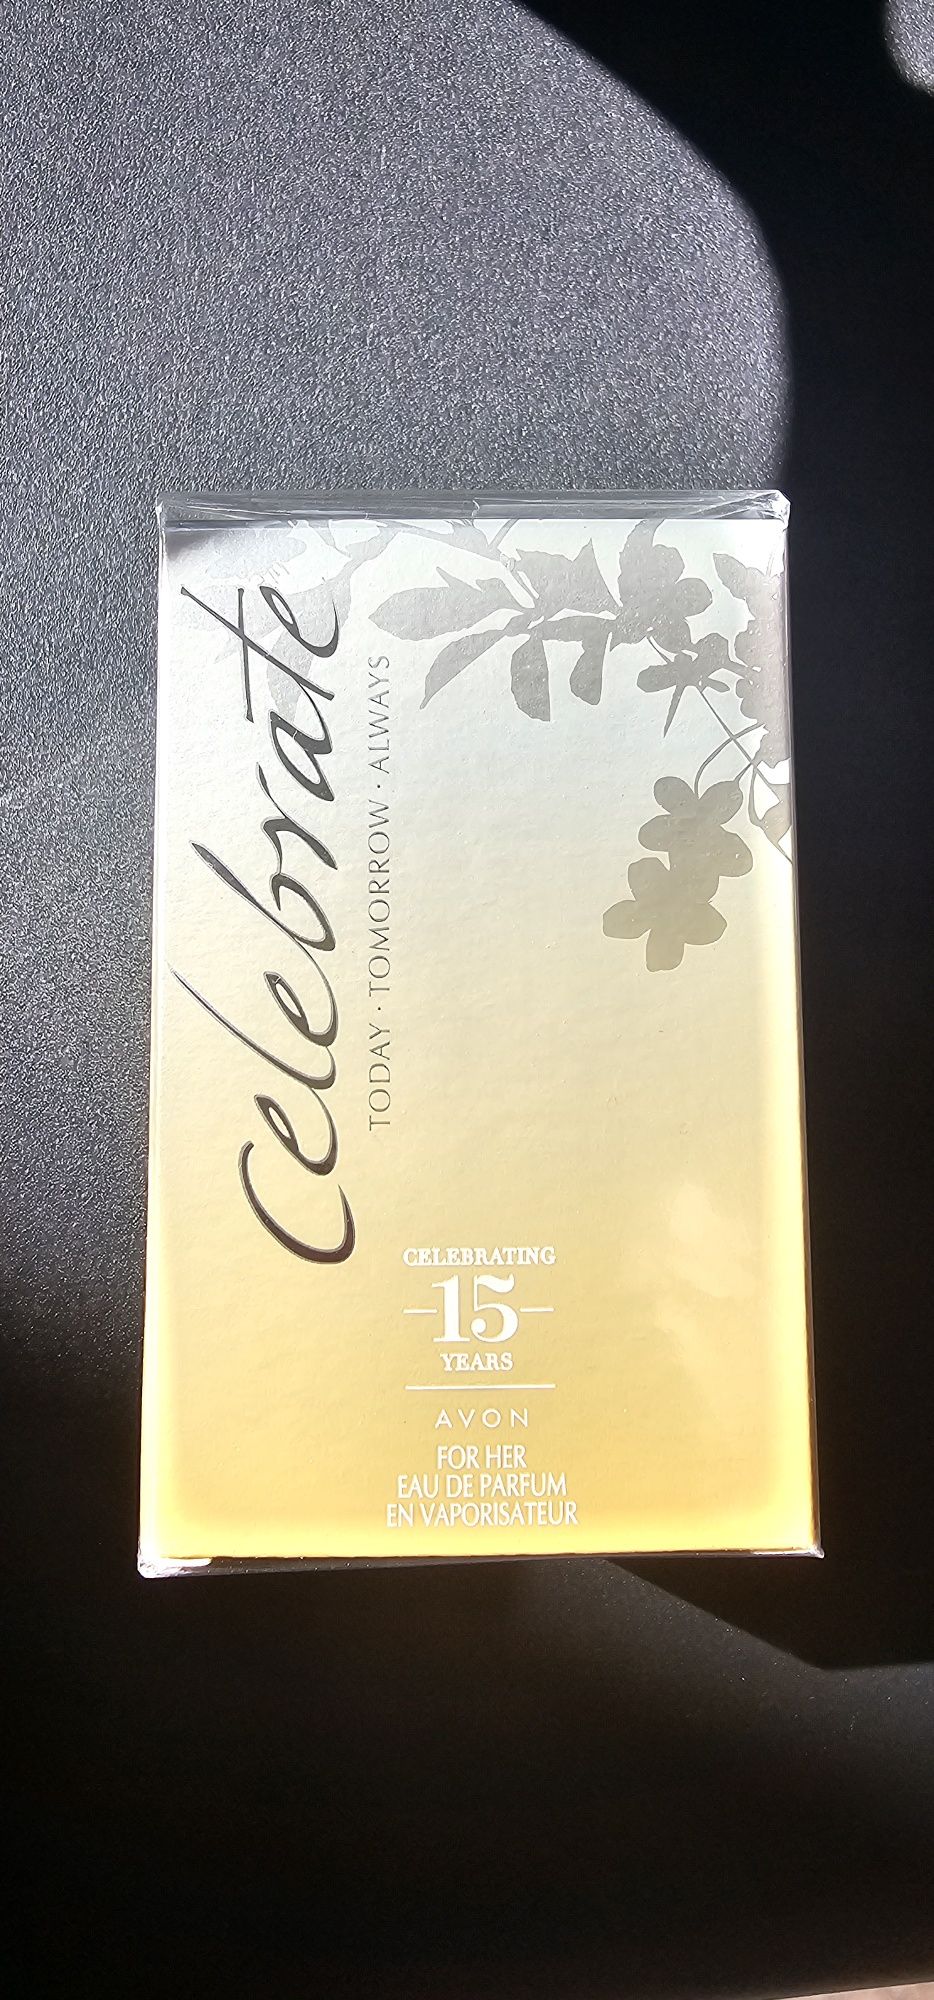 Celebrate
TODAY · TOMORROW · ALWAYS
CELEBRATING
15
YEARS
AVON
FOR HER
EAU DE PARFUM
EN VAPORISATEUR